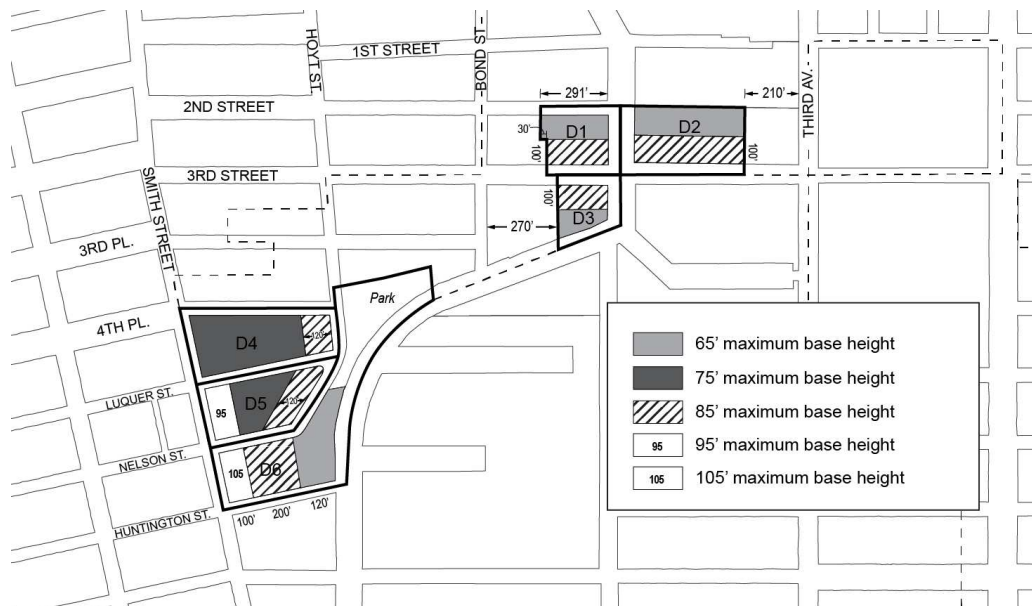 1ST STREET
HOYT ST.
BOND ST.
2ND STREET
291'
210'
THIRD AV.
30'
D1
D2
100'
100'
3RD STREET
SMITH STREET
100'
D3
270'
3RD PL.
Park
4TH PL.
D4
120'
LUQUER ST.
95
D5
120'
NELSON ST.
105
D6
HUNTINGTON ST.
100'
200'
120'
65' maximum base height
75' maximum base height
85' maximum base height
95
95' maximum base height
105
105' maximum base height